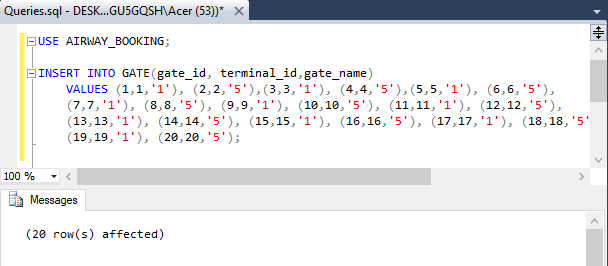 Queries.sql - DESK...GU5GQSH\Acer (53))*
USE AIRWAY_BOOKING;
INSERT INTO GATE(gate_id, terminal_id,gate_name)
VALUES (1,1,'1'), (2,2,'5'),(3,3,'1'), (4,4,'5'),(5,5,'1'), (6,6,'5'),
(7,7,'1'), (8,8,'5'), (9,9,'1'), (10,10,'5'), (11,11,'1'), (12,12,'5'),
(13,13,'1'), (14,14,'5'), (15,15,'1'), (16,16,'5'), (17,17,'1'), (18,18,'5'
(19,19,'1'), (20,20,'5');
100 %
Messages
(20 row(s) affected)